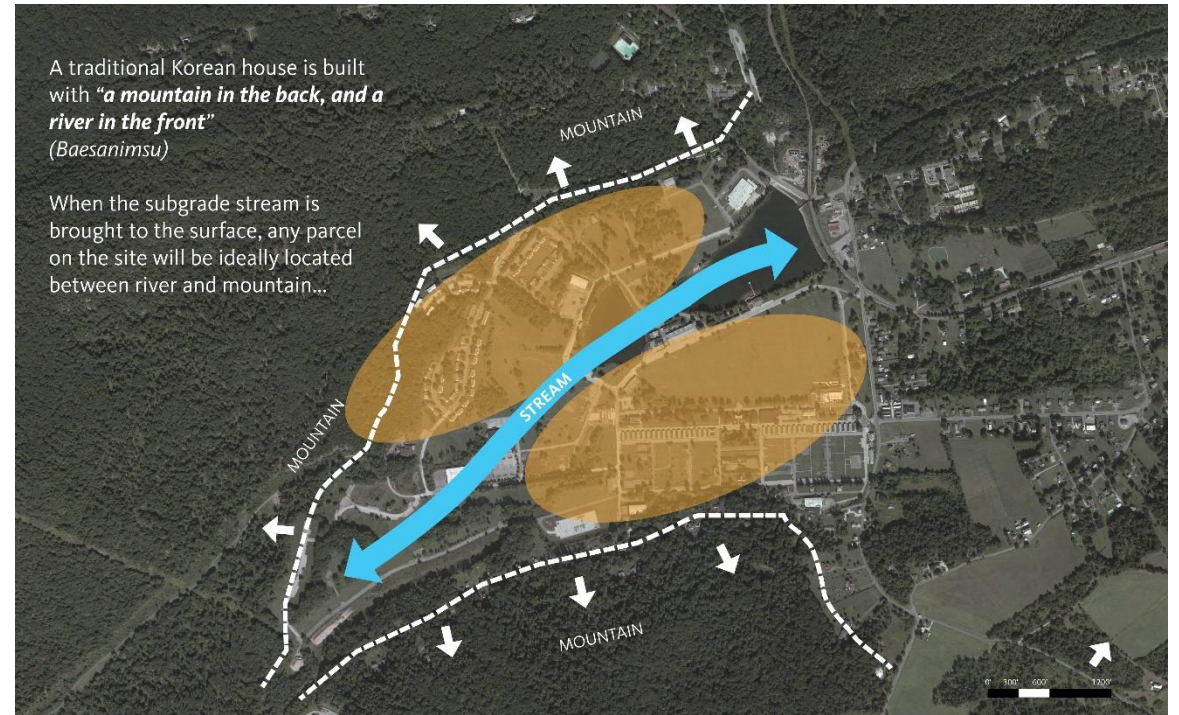 A traditional Korean house is built
with “a mountain in the back, and a
river in the front”
(Baesanimsu)
When the subgrade stream is
brought to the surface, any parcel
on the site will be ideally located
between river and mountain...
MOUNTAIN
MOUNTAIN
STREAM
MOUNTAIN
0' 300' 600' 1200'